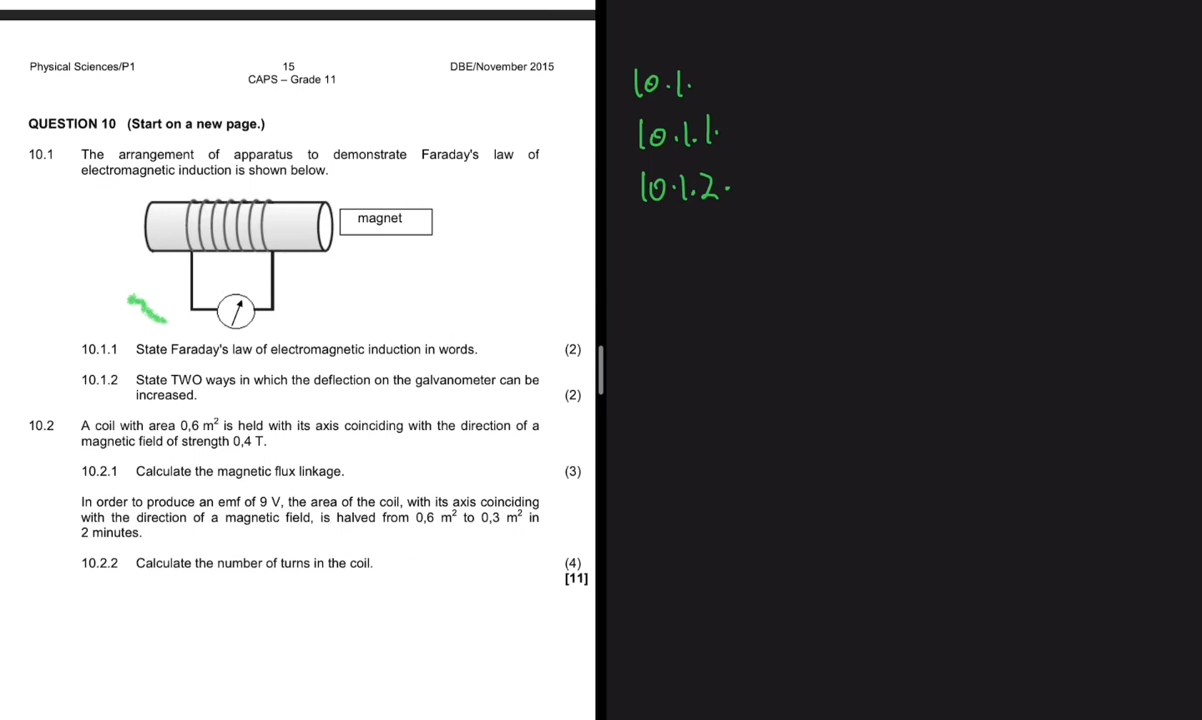 Physical Sciences/P1 15 DBE/November 2015
CAPS – Grade 11
QUESTION 10 (Start on a new page.)
10.1 The arrangement of apparatus to demonstrate Faraday's law of
electromagnetic induction is shown below.
magnet
10.1.1 State Faraday's law of electromagnetic induction in words. (2)
10.1.2 State TWO ways in which the deflection on the galvanometer can be
increased. (2)
10.2 A coil with area 0,6 m² is held with its axis coinciding with the direction of a
magnetic field of strength 0,4 T.
10.2.1 Calculate the magnetic flux linkage. (3)
In order to produce an emf of 9 V, the area of the coil, with its axis coinciding
with the direction of a magnetic field, is halved from 0,6 m² to 0,3 m² in
2 minutes.
10.2.2 Calculate the number of turns in the coil. (4)
[11]
10.1.
10.1.1.
10.1.2.